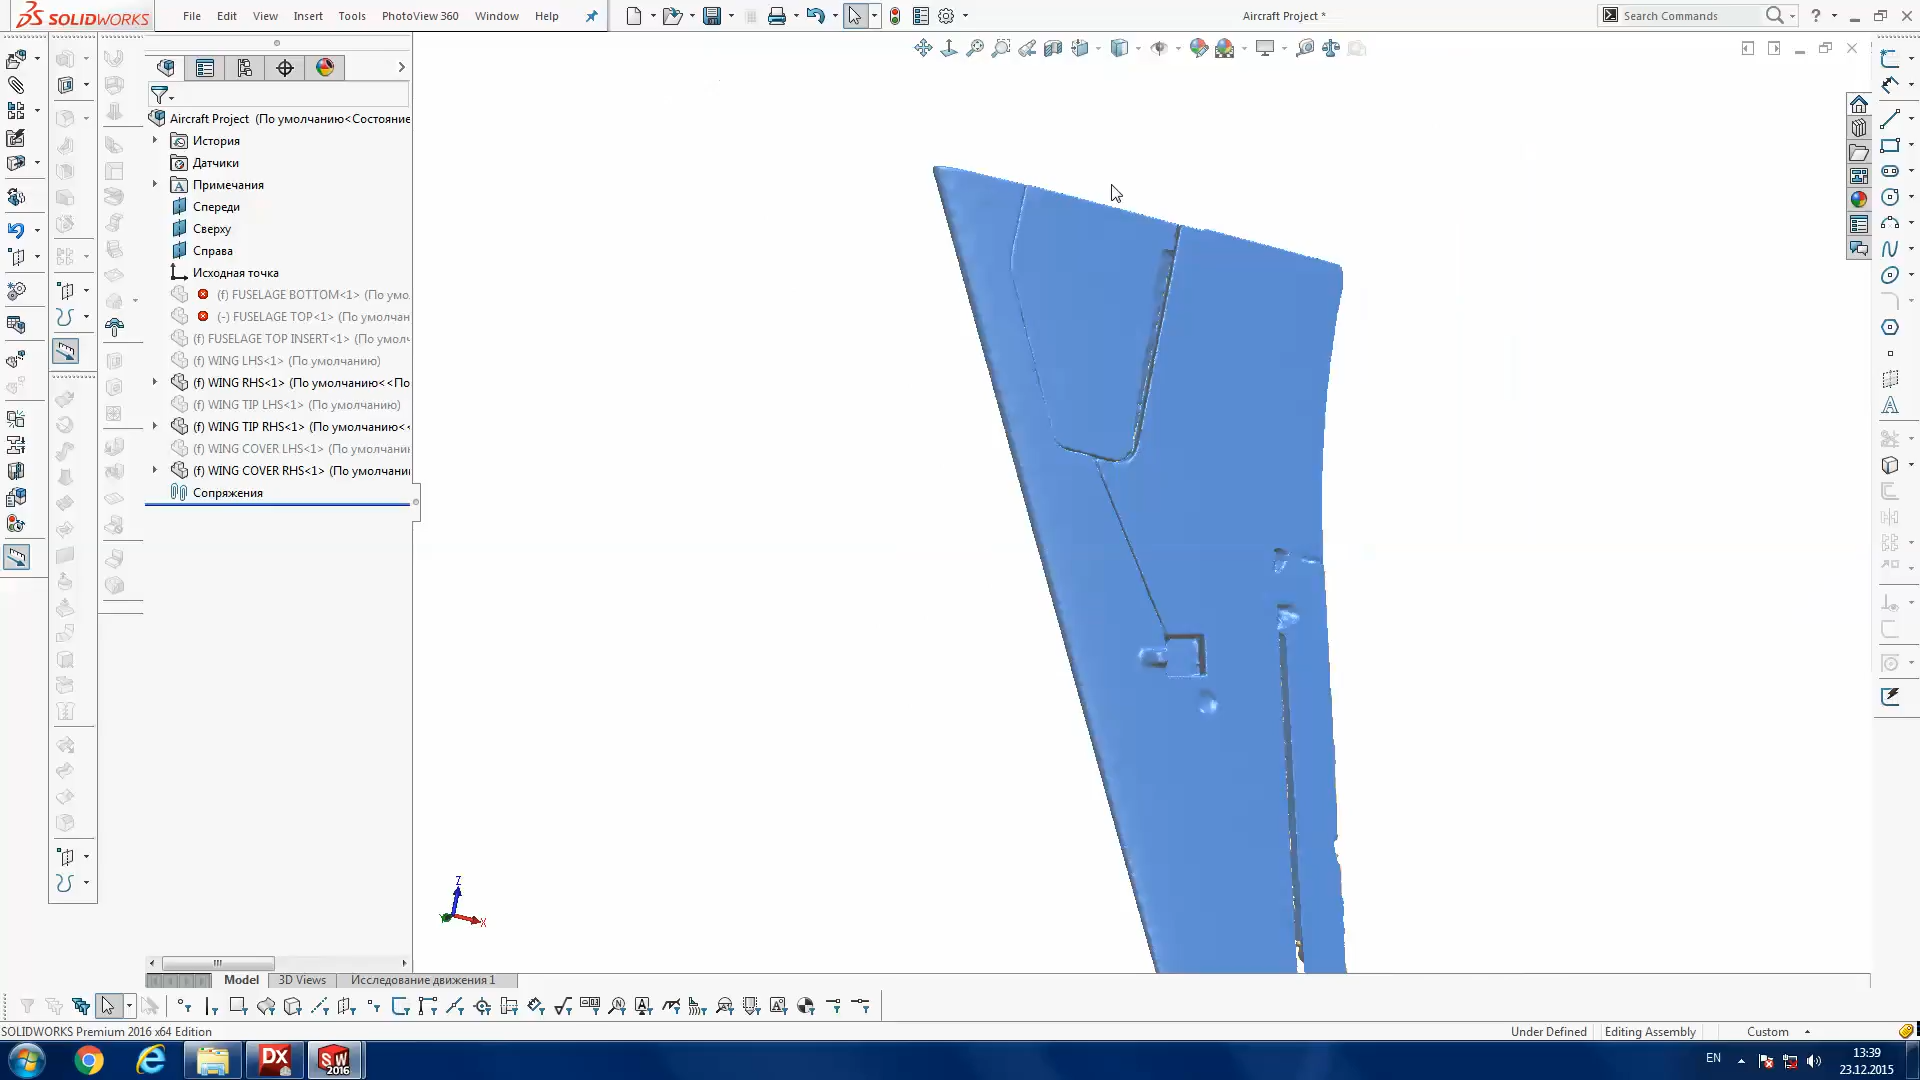 SOLIDWORKS
File Edit View Insert Tools PhotoView 360 Window Help
Aircraft Project *
Search Commands
Aircraft Project (По умолчанию<Состояние
История
Датчики
Примечания
Спереди
Сверху
Справа
Исходная точка
(f) FUSELAGE BOTTOM<1> (По умо
(-) FUSELAGE TOP<1> (По умолчан
(f) FUSELAGE TOP INSERT<1> (По умол
(f) WING LHS<1> (По умолчанию)
(f) WING RHS<1> (По умолчанию<<По
(f) WING TIP LHS<1> (По умолчанию)
(f) WING TIP RHS<1> (По умолчанию<
(f) WING COVER LHS<1> (По умолчани
(f) WING COVER RHS<1> (По умолчани
Сопряжения
Z
X
Model 3D Views Исследование движения 1
SOLIDWORKS Premium 2016 x64 Edition
Under Defined Editing Assembly Custom
DX
SW 2016
EN
13:39
23.12.2015